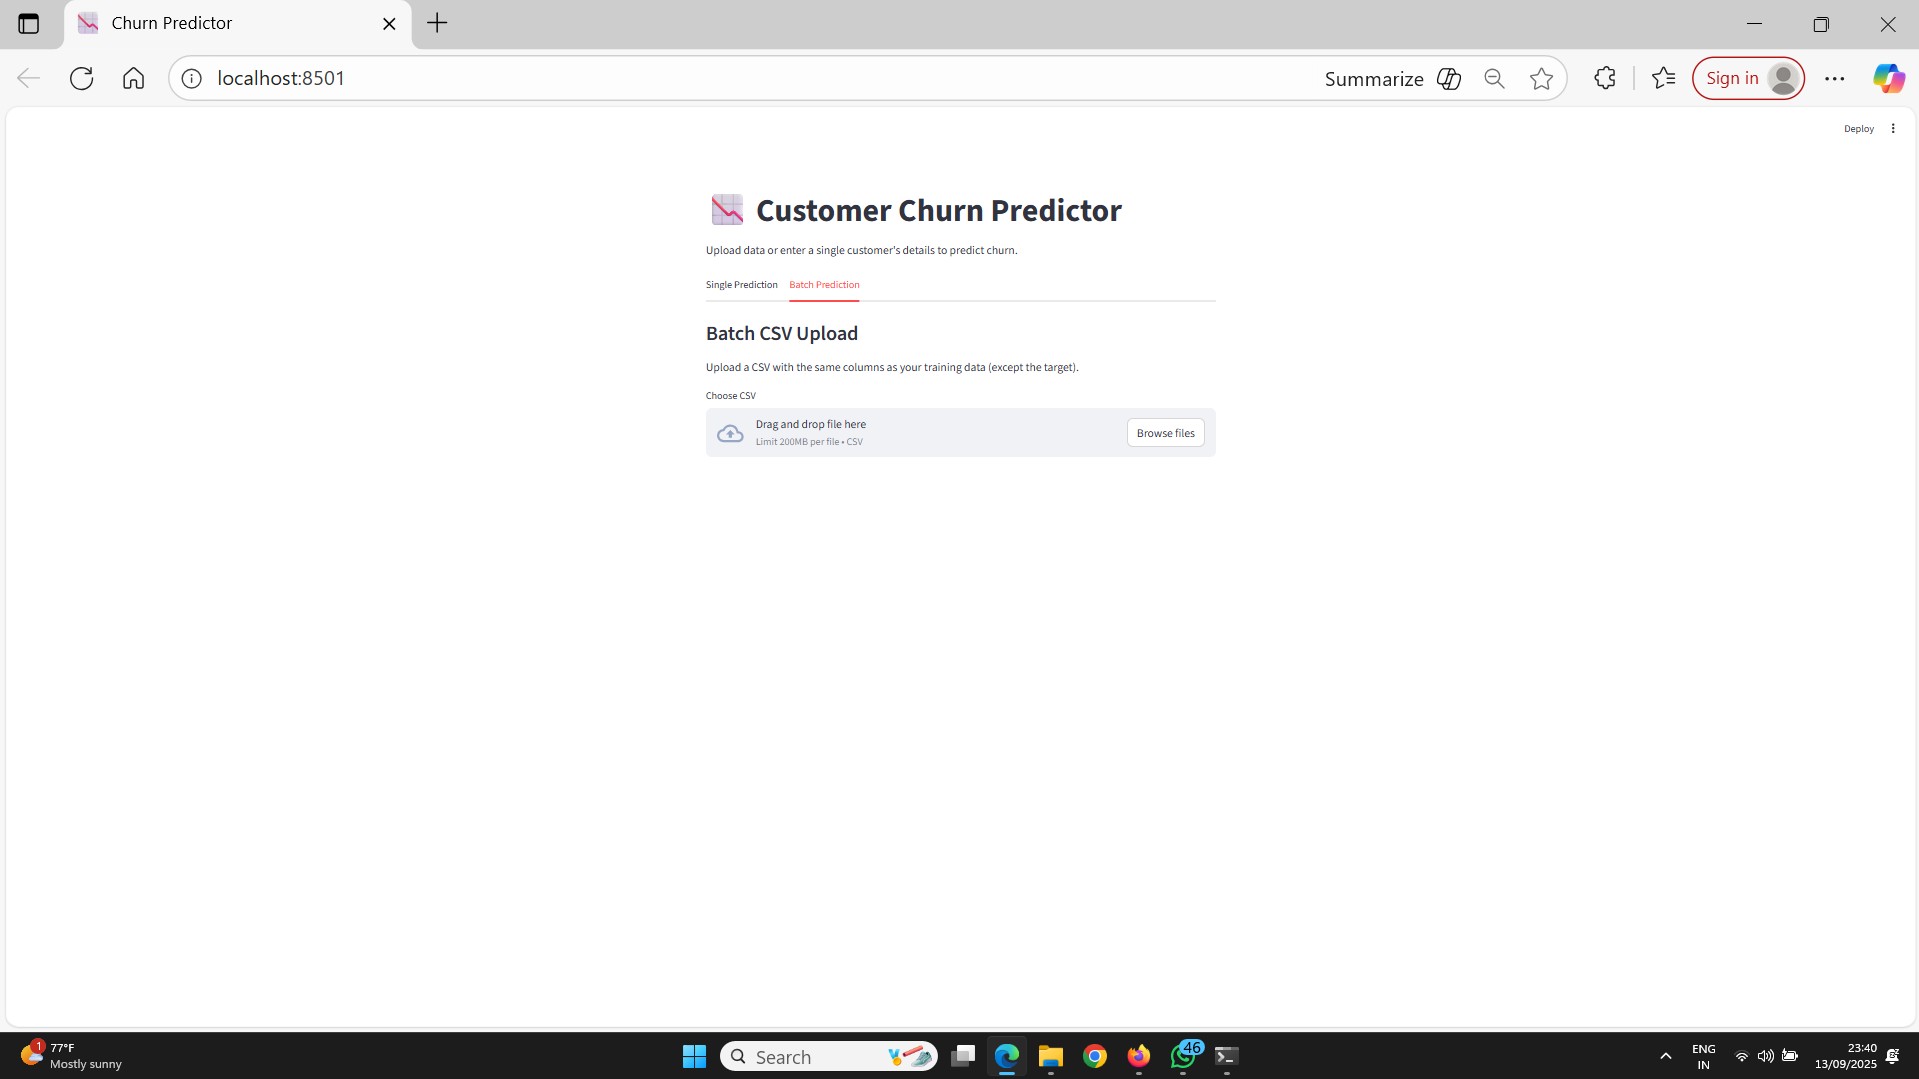 Churn Predictor
localhost:8501
Summarize
Sign in
Deploy
Customer Churn Predictor
Upload data or enter a single customer's details to predict churn.
Single Prediction Batch Prediction
Batch CSV Upload
Upload a CSV with the same columns as your training data (except the target).
Choose CSV
Drag and drop file here
Limit 200MB per file • CSV
Browse files
1
77°F
Mostly sunny
Search
46
ENG
IN
23:40
13/09/2025